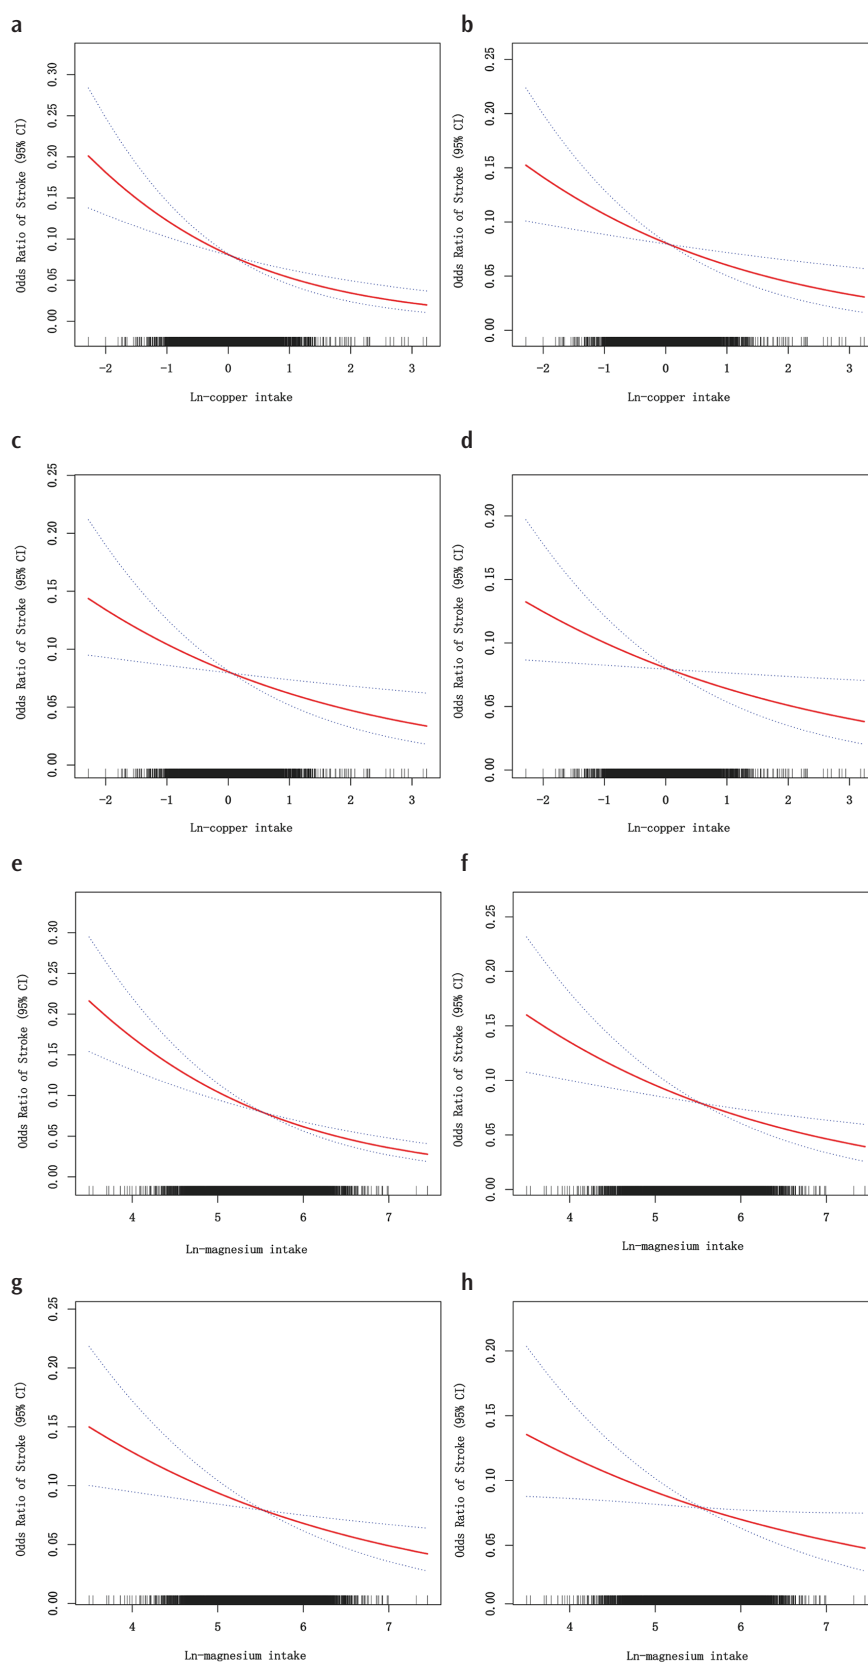 a
Odds Ratio of Stroke (95% CI)
0.00 0.05 0.10 0.15 0.20 0.25 0.30
−2 −1 0 1 2 3
Ln-copper intake
b
Odds Ratio of Stroke (95% CI)
0.00 0.05 0.10 0.15 0.20 0.25
−2 −1 0 1 2 3
Ln-copper intake
c
Odds Ratio of Stroke (95% CI)
0.00 0.05 0.10 0.15 0.20 0.25
−2 −1 0 1 2 3
Ln-copper intake
d
Odds Ratio of Stroke (95% CI)
0.00 0.05 0.10 0.15 0.20
−2 −1 0 1 2 3
Ln-copper intake
e
Odds Ratio of Stroke (95% CI)
0.00 0.05 0.10 0.15 0.20 0.25 0.30
4 5 6 7
Ln-magnesium intake
f
Odds Ratio of Stroke (95% CI)
0.00 0.05 0.10 0.15 0.20 0.25
4 5 6 7
Ln-magnesium intake
g
Odds Ratio of Stroke (95% CI)
0.00 0.05 0.10 0.15 0.20 0.25
4 5 6 7
Ln-magnesium intake
h
Odds Ratio of Stroke (95% CI)
0.00 0.05 0.10 0.15 0.20
4 5 6 7
Ln-magnesium intake